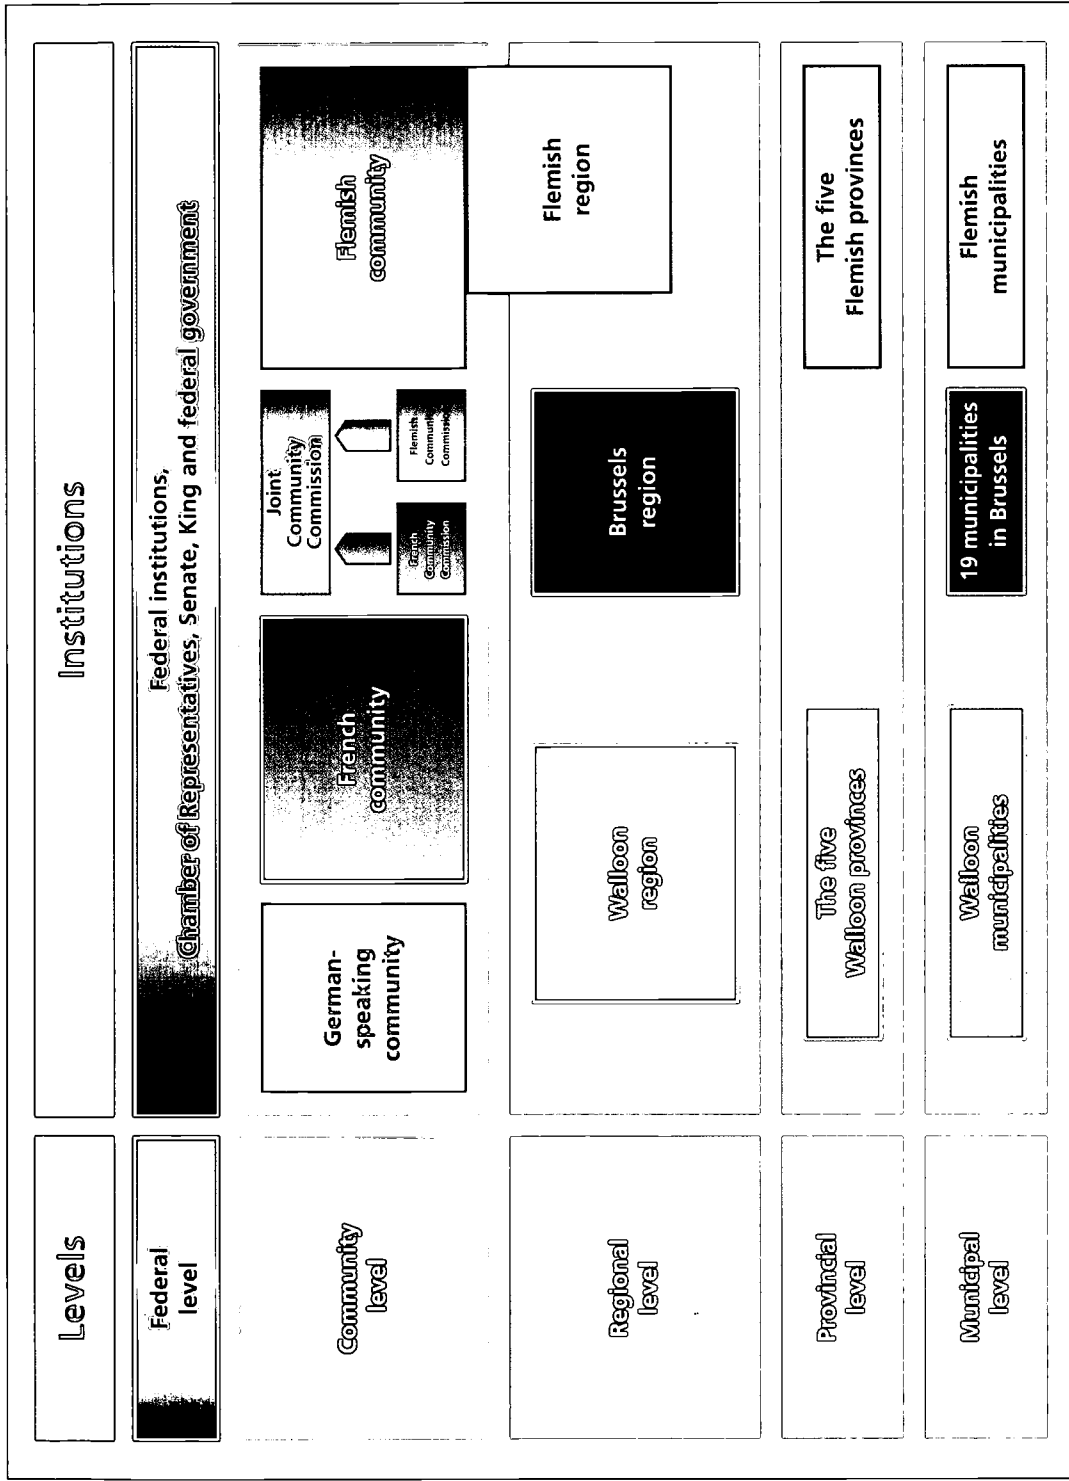 Levels
Institutions
Federal
level
Federal institutions,
Chamber of Representatives, Senate, King and federal government
Community
level
German-
speaking
community
French
community
Joint
Community
Commission
French
Community
Commission
Flemish
Commission
Flemish
community
Regional
level
Walloon
region
Brussels
region
Flemish
region
Provincial
level
The five
Walloon provinces
The five
Flemish provinces
Municipal
level
Walloon
municipalities
19 municipalities
in Brussels
Flemish
municipalities